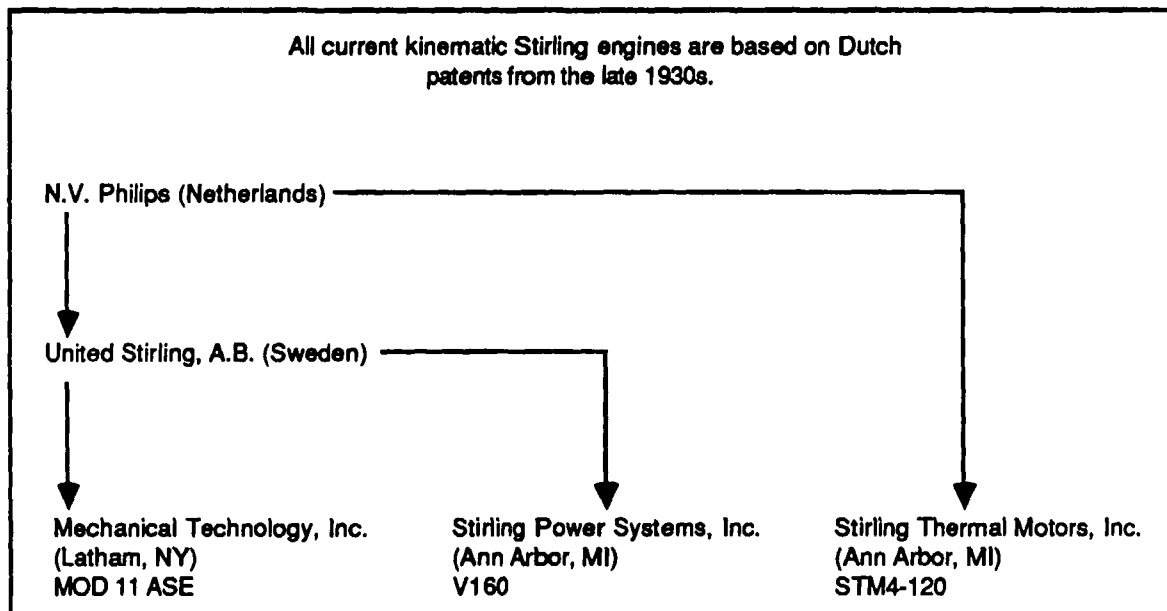 All current kinematic Stirling engines are based on Dutch
patents from the late 1930s.
N.V. Philips (Netherlands)
United Stirling, A.B. (Sweden)
Mechanical Technology, Inc.
(Latham, NY)
MOD 11 ASE
Stirling Power Systems, Inc.
(Ann Arbor, MI)
V160
Stirling Thermal Motors, Inc.
(Ann Arbor, MI)
STM4-120